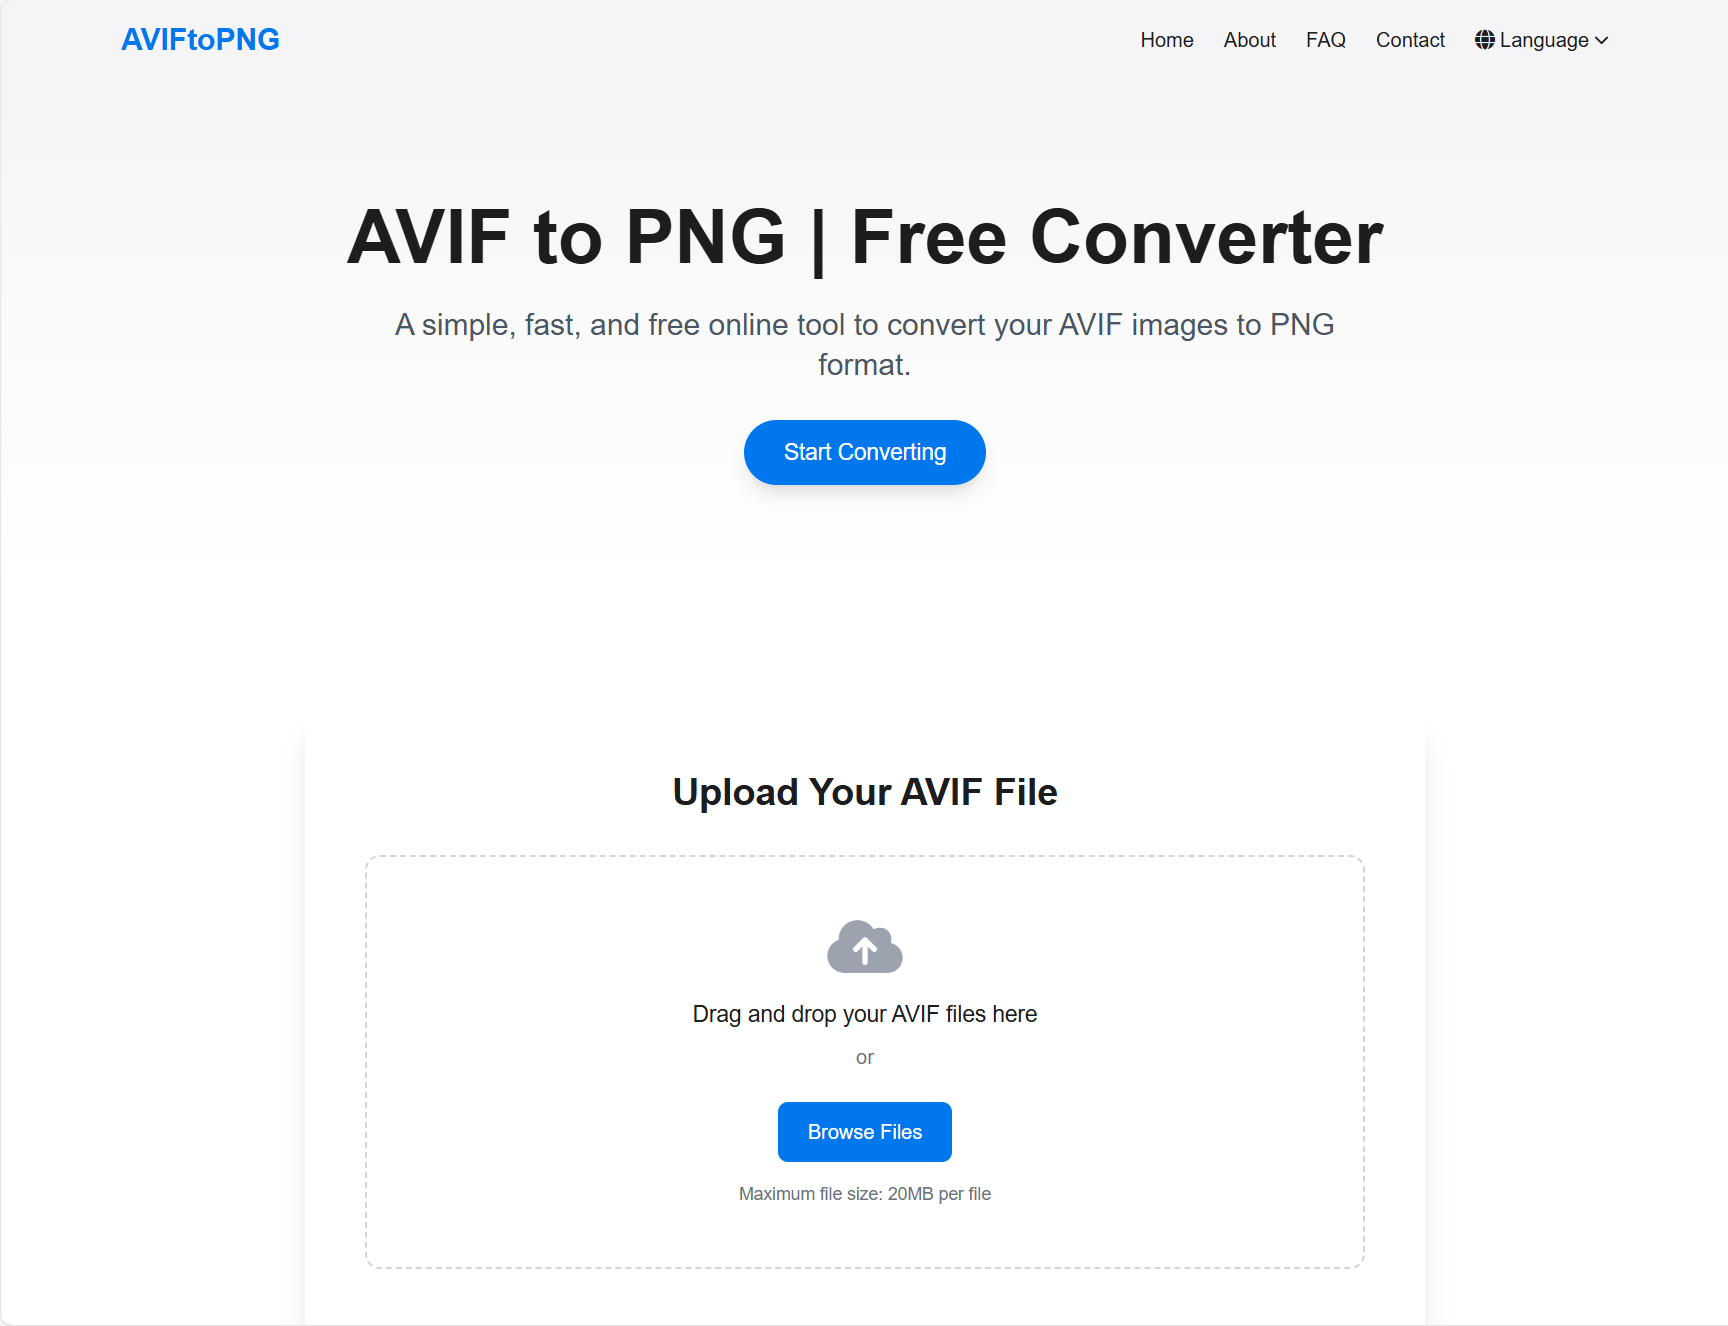 AVIFtoPNG
Home About FAQ Contact Language
AVIF to PNG | Free Converter
A simple, fast, and free online tool to convert your AVIF images to PNG
format.
Start Converting
Upload Your AVIF File
Drag and drop your AVIF files here
or
Browse Files
Maximum file size: 20MB per file